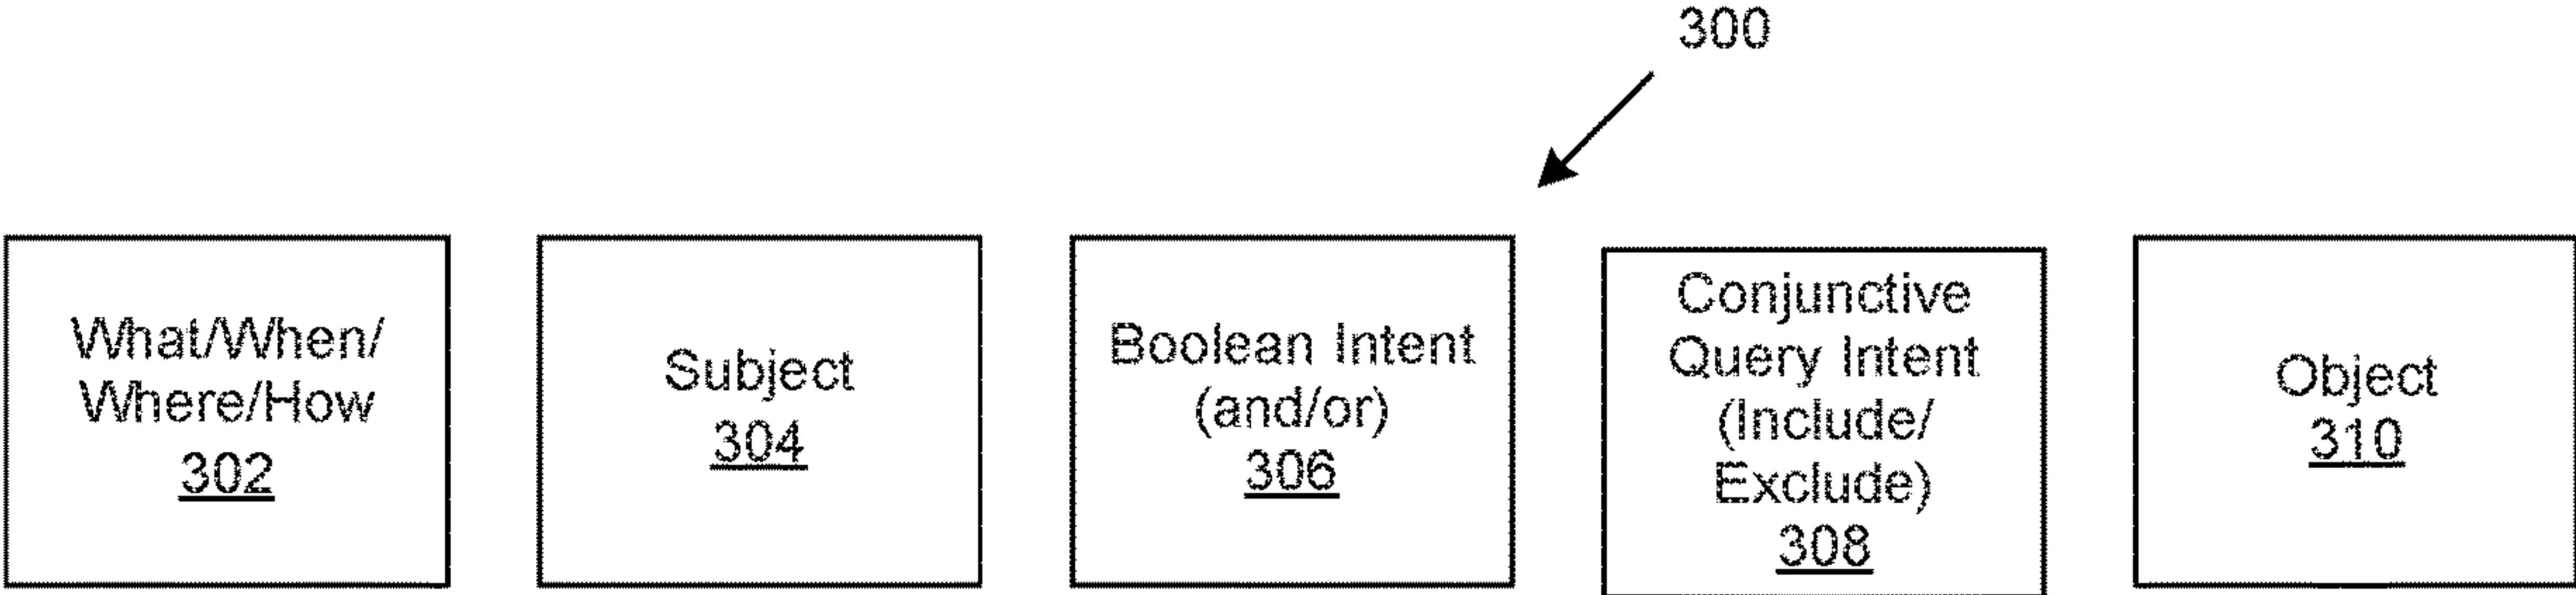 300
What/When/
Where/How
302
Subject
304
Boolean Intent
(and/or)
306
Conjunctive
Query Intent
(Include/
Exclude)
308
Object
310